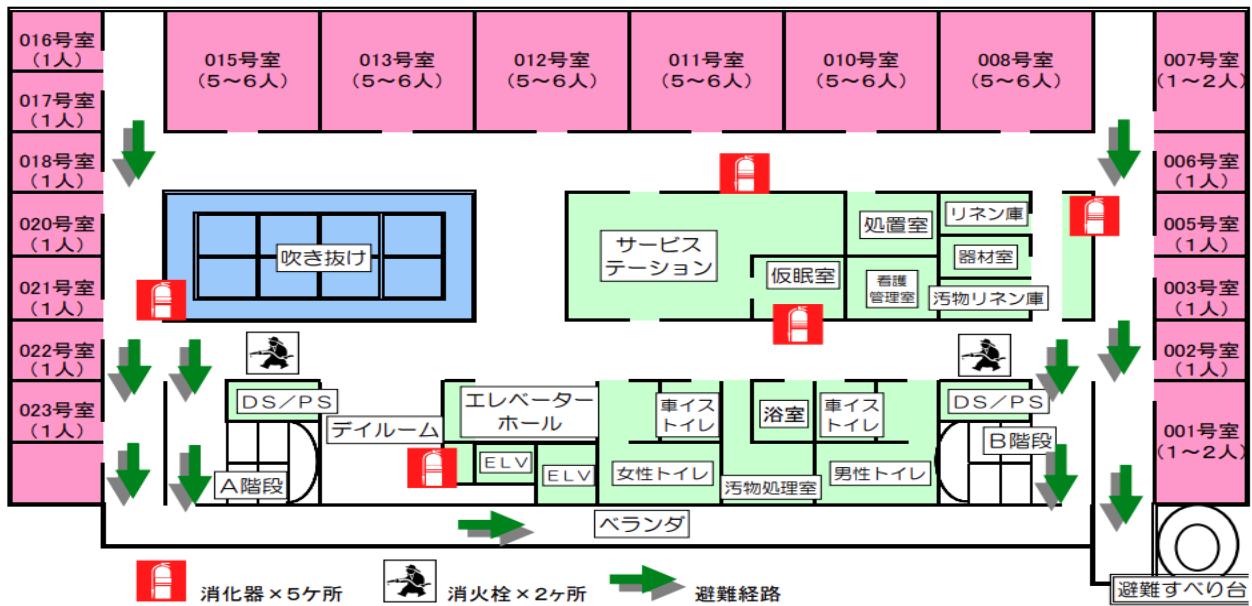 016号室
（1人）
015号室
（5～6人）
013号室
（5～6人）
012号室
（5～6人）
011号室
（5～6人）
010号室
（5～6人）
008号室
（5～6人）
007号室
（1～2人）
017号室
（1人）
018号室
（1人）
006号室
（1人）
020号室
（1人）
吹き抜け
サービス
テーション
処置室
リネン庫
005号室
（1人）
器材室
仮眠室
看護
管理室
汚物リネン庫
021号室
（1人）
003号室
（1人）
022号室
（1人）
002号室
（1人）
023号室
（1人）
ＤＳ／ＰＳ
デイルーム
エレベーター
ホール
車イス
トイレ
浴室
車イス
トイレ
ＤＳ／ＰＳ
001号室
（1～2人）
Ａ階段
ＥＬＶ
ＥＬＶ
女性トイレ
汚物処理室
男性トイレ
Ｂ階段
ベランダ
避難すべり台
消化器×5ケ所
消火栓×2ヶ所
避難経路